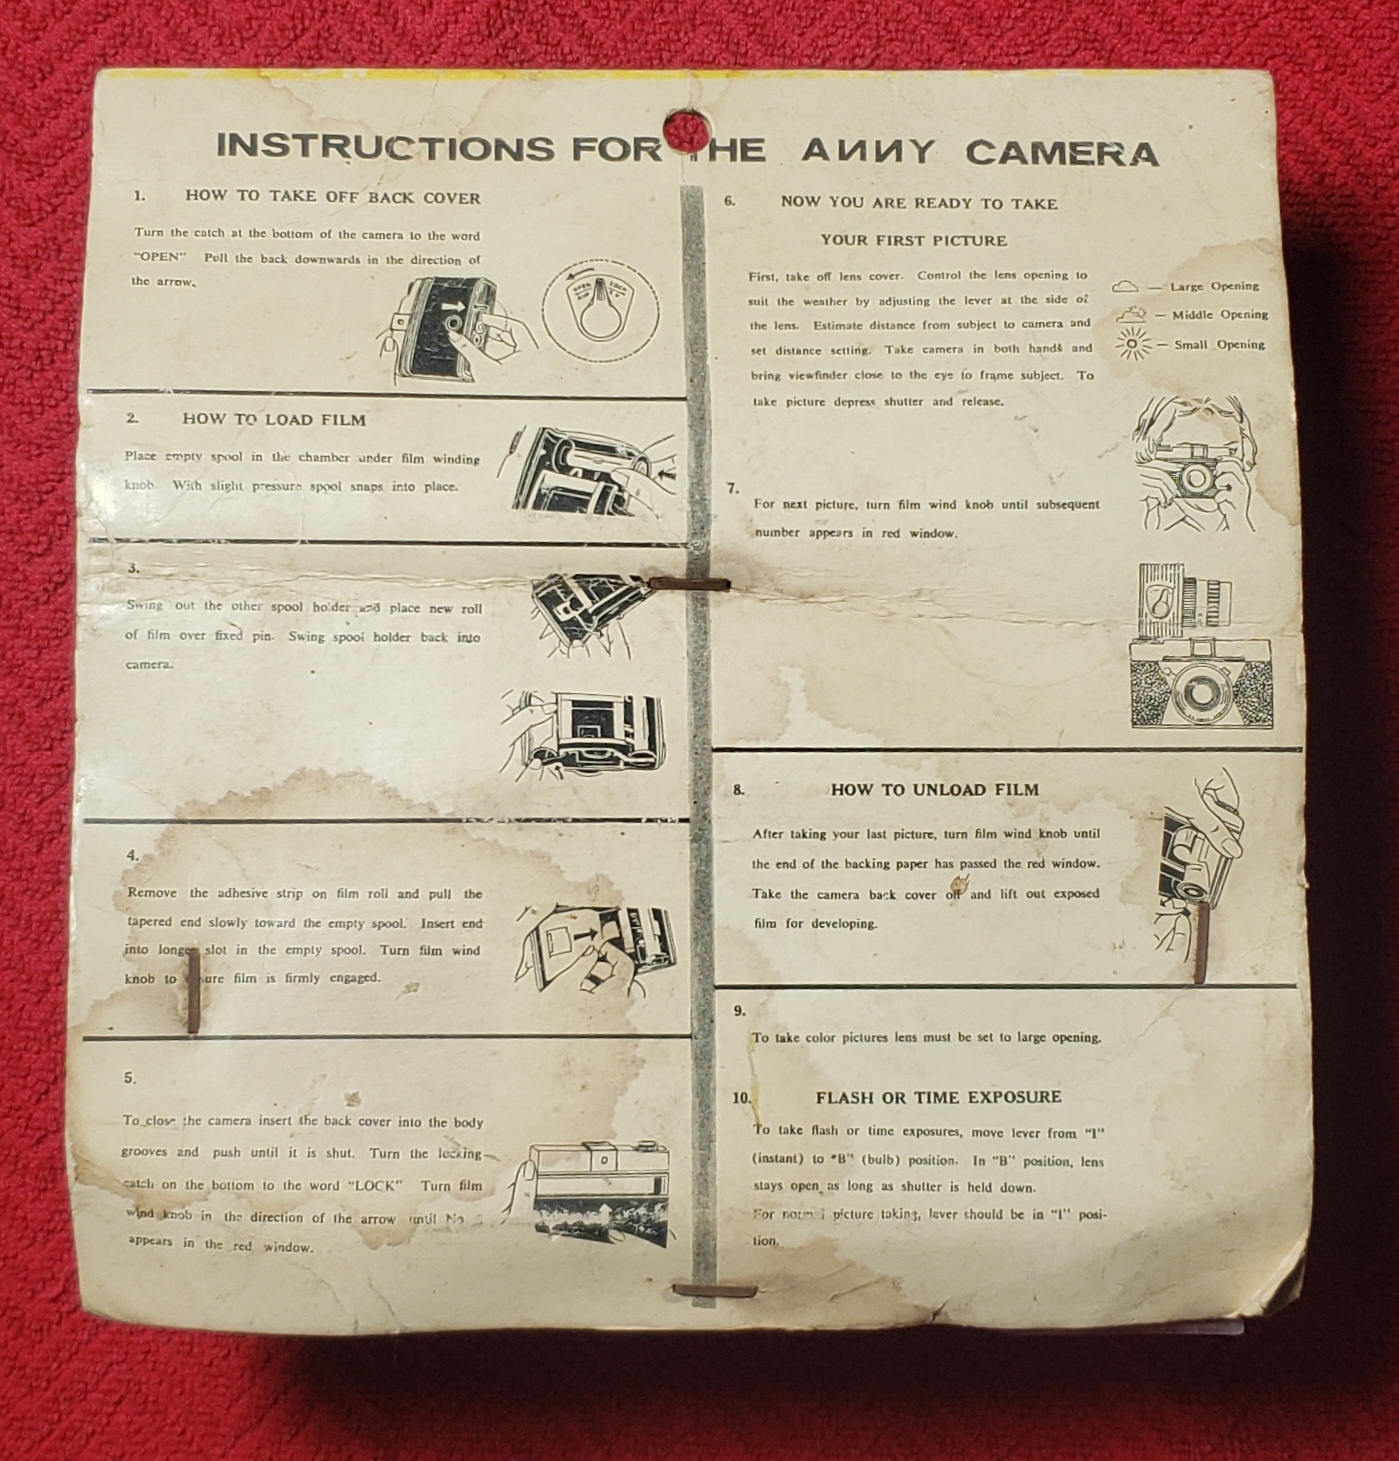 INSTRUCTIONS FOR THE AИИY CAMERA
1. HOW TO TAKE OFF BACK COVER
Turn the catch at the bottom of the camera to the word
"OPEN" Pull the back downwards in the direction of
the arrow.
OPEN LOCK
2. HOW TO LOAD FILM
Place empty spool in the chamber under film winding
knob. With slight pressure spool snaps into place.
3.
Swing out the other spool holder and place new roll
of film over fixed pin. Swing spool holder back into
camera.
4.
Remove the adhesive strip on film roll and pull the
tapered end slowly toward the empty spool. Insert end
into longer slot in the empty spool. Turn film wind
knob to ensure film is firmly engaged.
5.
To close the camera insert the back cover into the body
grooves and push until it is shut. Turn the locking
catch on the bottom to the word "LOCK" Turn film
wind knob in the direction of the arrow until No
appears in the red window.
6. NOW YOU ARE READY TO TAKE
YOUR FIRST PICTURE
First, take off lens cover. Control the lens opening to
suit the weather by adjusting the lever at the side of
the lens. Estimate distance from subject to camera and
set distance setting. Take camera in both hands and
bring viewfinder close to the eye to frame subject. To
take picture depress shutter and release.
— Large Opening
— Middle Opening
— Small Opening
7.
For next picture, turn film wind knob until subsequent
number appears in red window.
8. HOW TO UNLOAD FILM
After taking your last picture, turn film wind knob until
the end of the backing paper has passed the red window.
Take the camera back cover off and lift out exposed
film for developing.
9.
To take color pictures lens must be set to large opening.
10. FLASH OR TIME EXPOSURE
To take flash or time exposures, move lever from "I"
(instant) to "B" (bulb) position. In "B" position, lens
stays open as long as shutter is held down.
For normal picture taking, lever should be in "I" posi-
tion.